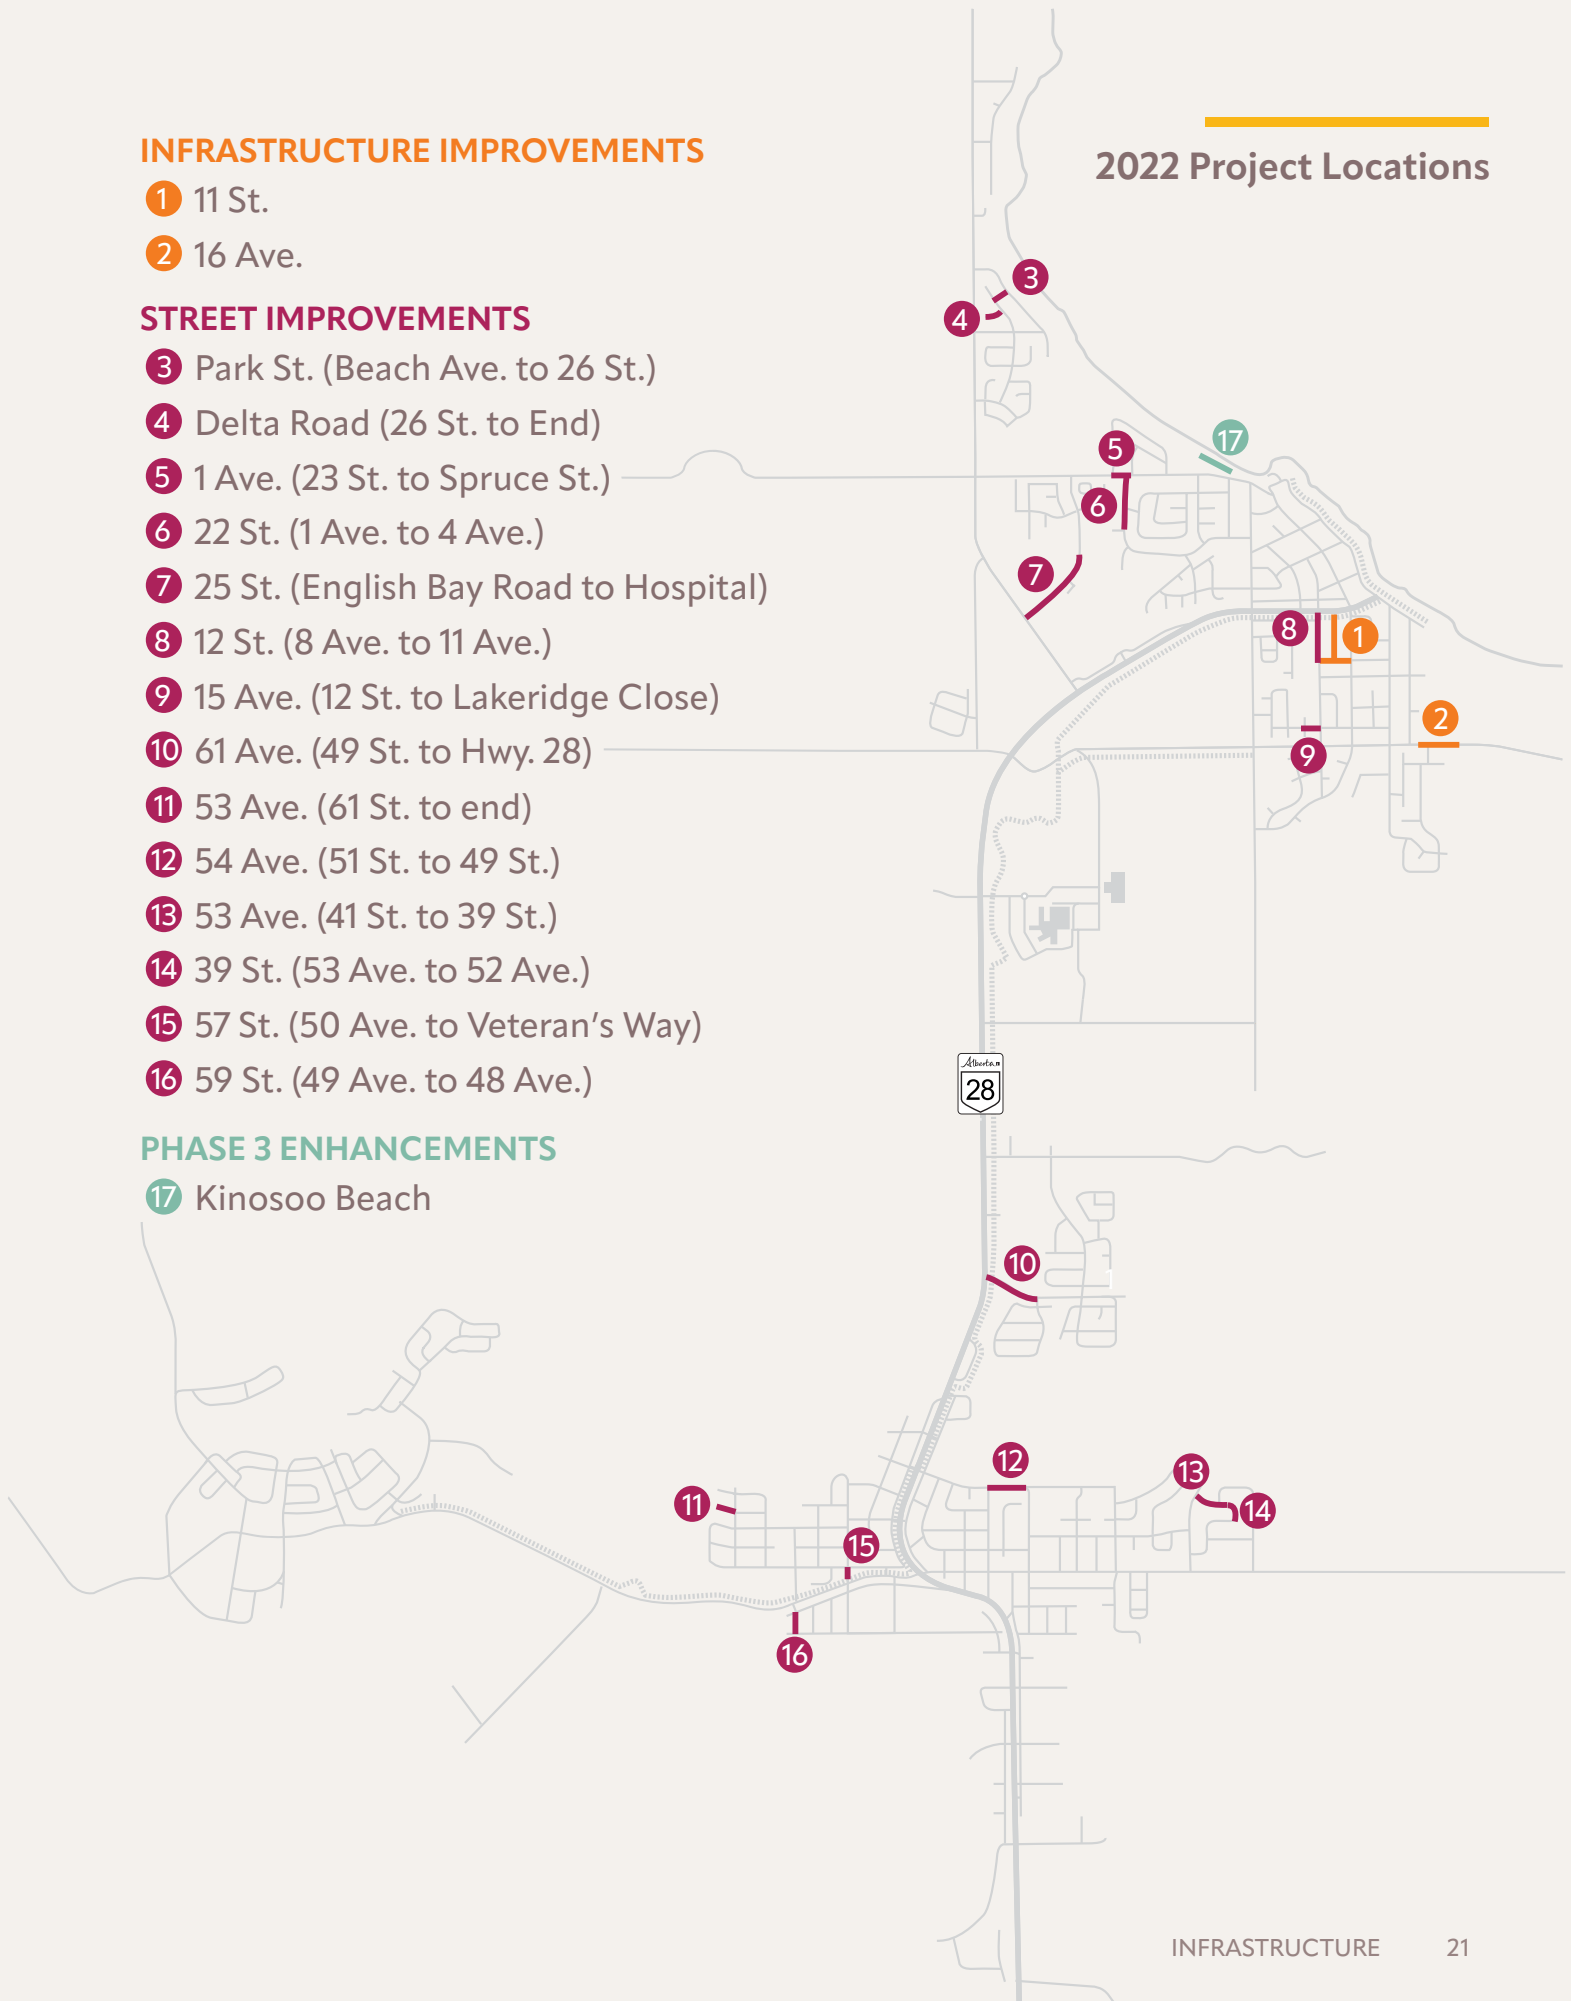 2022 Project Locations
INFRASTRUCTURE IMPROVEMENTS
1 11 St.
2 16 Ave.
STREET IMPROVEMENTS
3 Park St. (Beach Ave. to 26 St.)
4 Delta Road (26 St. to End)
5 1 Ave. (23 St. to Spruce St.)
6 22 St. (1 Ave. to 4 Ave.)
7 25 St. (English Bay Road to Hospital)
8 12 St. (8 Ave. to 11 Ave.)
9 15 Ave. (12 St. to Lakeridge Close)
10 61 Ave. (49 St. to Hwy. 28)
11 53 Ave. (61 St. to end)
12 54 Ave. (51 St. to 49 St.)
13 53 Ave. (41 St. to 39 St.)
14 39 St. (53 Ave. to 52 Ave.)
15 57 St. (50 Ave. to Veteran's Way)
16 59 St. (49 Ave. to 48 Ave.)
PHASE 3 ENHANCEMENTS
17 Kinosoo Beach
3
4
17
5
6
7
8
1
2
9
Alberta
28
10
1
12
13
11
14
15
16
INFRASTRUCTURE 21